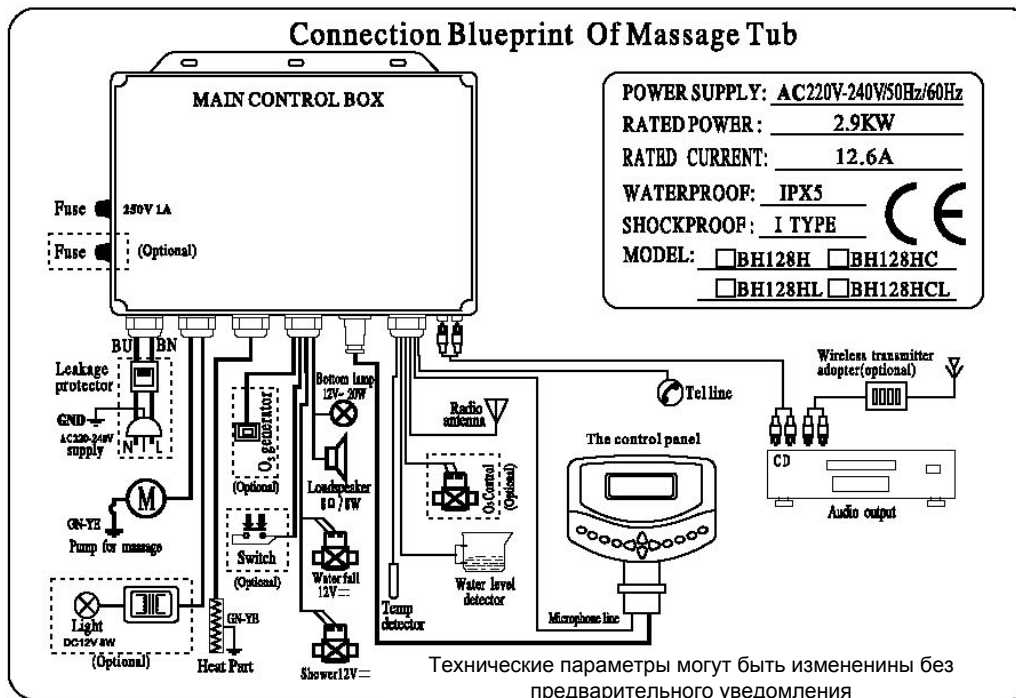 Connection Blueprint Of Massage Tub
MAIN CONTROL BOX
Fuse 250V 1A
Fuse (Optional)
POWER SUPPLY: AC220V-240V/50Hz/60Hz
RATED POWER: 2.9KW
RATED CURRENT: 12.6A
WATERPROOF: IPX5
SHOCKPROOF: I TYPE
CE
MODEL: BH128H BH128HC
BH128HL BH128HCL
BU BN
Leakage
protector
GND
AC220-240V
supply
N L
M
GN-YE
Pump for massage
Light
DC12V 8W
(Optional)
GN-YE
Heat Part
O3 generator
(Optional)
Switch
(Optional)
Bottom lamp
12V~ 20W
Loudspeaker
8Ω/5W
Water fall
12V
Shower12V
Temp
detector
Radio
antenna
O3 Control
(Optional)
Water level
detector
Microphone line
Tel line
The control panel
Wireless transmitter
adopter(optional)
CD
Audio output
Технические параметры могут быть измененины без
предварительного уведомления